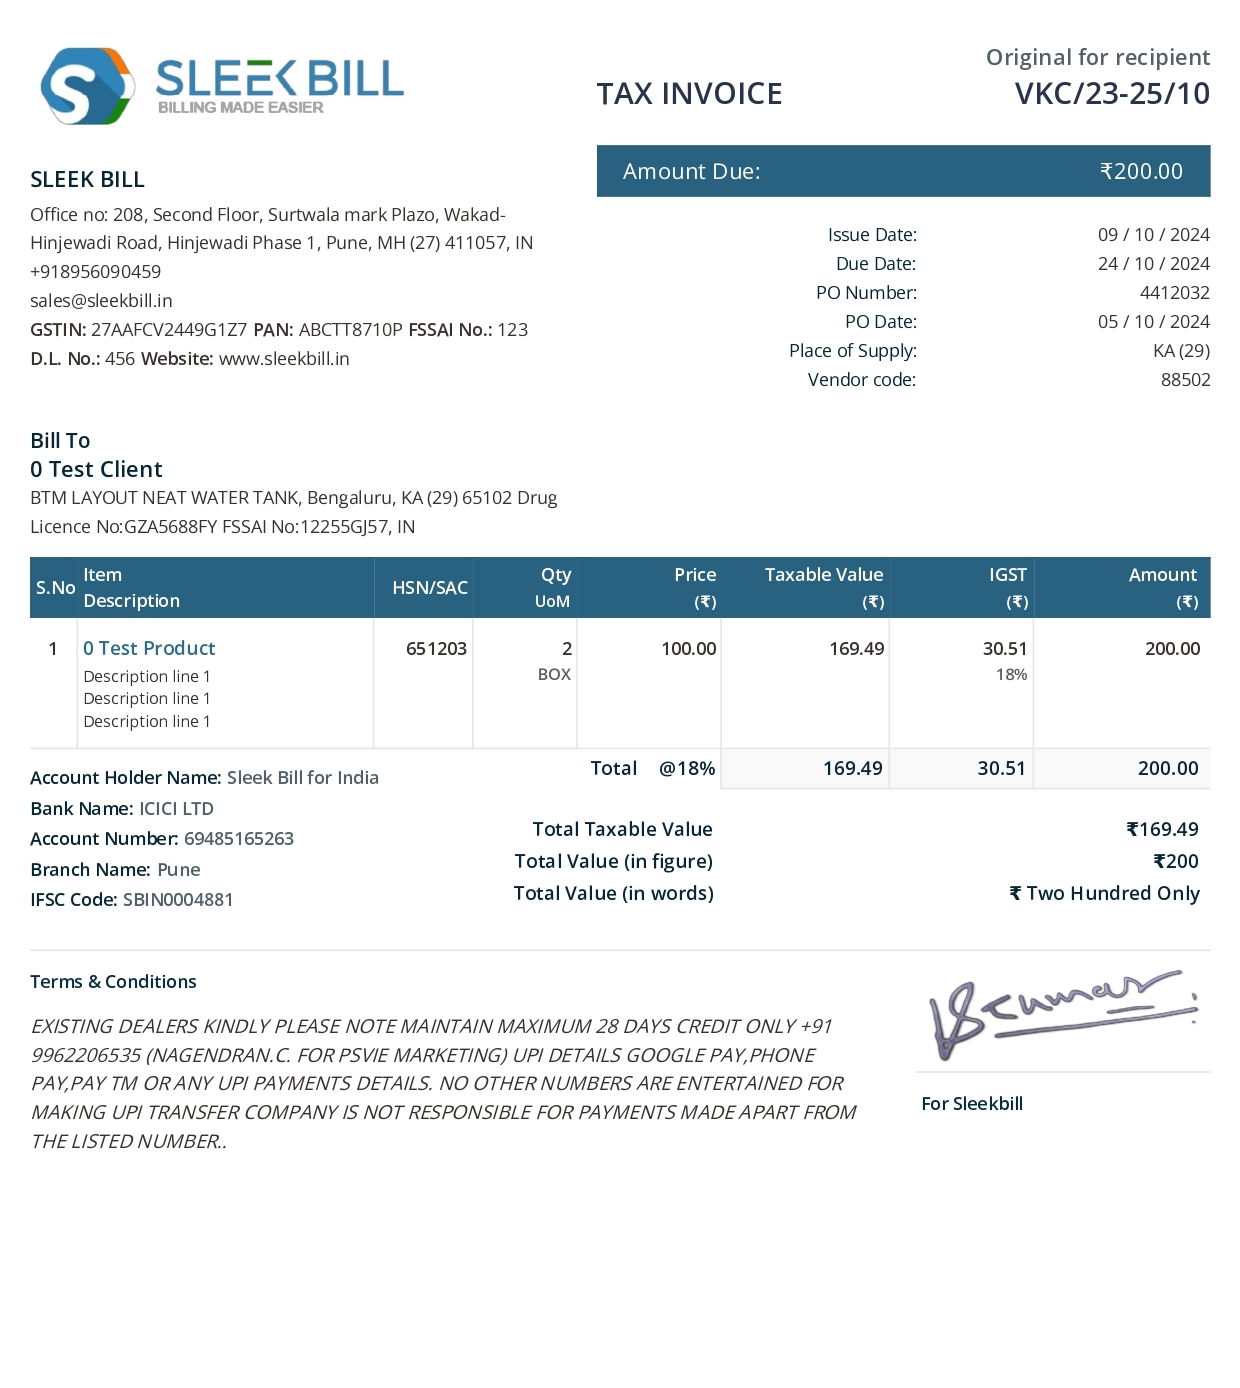 SLEEK BILL
BILLING MADE EASIER
Original for recipient
TAX INVOICE VKC/23-25/10
Amount Due: ₹200.00
SLEEK BILL
Office no: 208, Second Floor, Surtwala mark Plazo, Wakad-
Hinjewadi Road, Hinjewadi Phase 1, Pune, MH (27) 411057, IN
+918956090459
sales@sleekbill.in
GSTIN: 27AAFCV2449G1Z7 PAN: ABCTT8710P FSSAI No.: 123
D.L. No.: 456 Website: www.sleekbill.in
Issue Date: 09 / 10 / 2024
Due Date: 24 / 10 / 2024
PO Number: 4412032
PO Date: 05 / 10 / 2024
Place of Supply: KA (29)
Vendor code: 88502
Bill To
0 Test Client
BTM LAYOUT NEAT WATER TANK, Bengaluru, KA (29) 65102 Drug
Licence No:GZA5688FY FSSAI No:12255GJ57, IN
S.No Item Description HSN/SAC Qty UoM Price (₹) Taxable Value (₹) IGST (₹) Amount (₹)
1 0 Test Product 651203 2 100.00 169.49 30.51 200.00
BOX 18%
Description line 1
Description line 1
Description line 1
Total @18% 169.49 30.51 200.00
Account Holder Name: Sleek Bill for India
Bank Name: ICICI LTD
Account Number: 69485165263
Branch Name: Pune
IFSC Code: SBIN0004881
Total Taxable Value ₹169.49
Total Value (in figure) ₹200
Total Value (in words) ₹ Two Hundred Only
Terms & Conditions
EXISTING DEALERS KINDLY PLEASE NOTE MAINTAIN MAXIMUM 28 DAYS CREDIT ONLY +91
9962206535 (NAGENDRAN.C. FOR PSVIE MARKETING) UPI DETAILS GOOGLE PAY,PHONE
PAY,PAY TM OR ANY UPI PAYMENTS DETAILS. NO OTHER NUMBERS ARE ENTERTAINED FOR
MAKING UPI TRANSFER COMPANY IS NOT RESPONSIBLE FOR PAYMENTS MADE APART FROM
THE LISTED NUMBER..
For Sleekbill